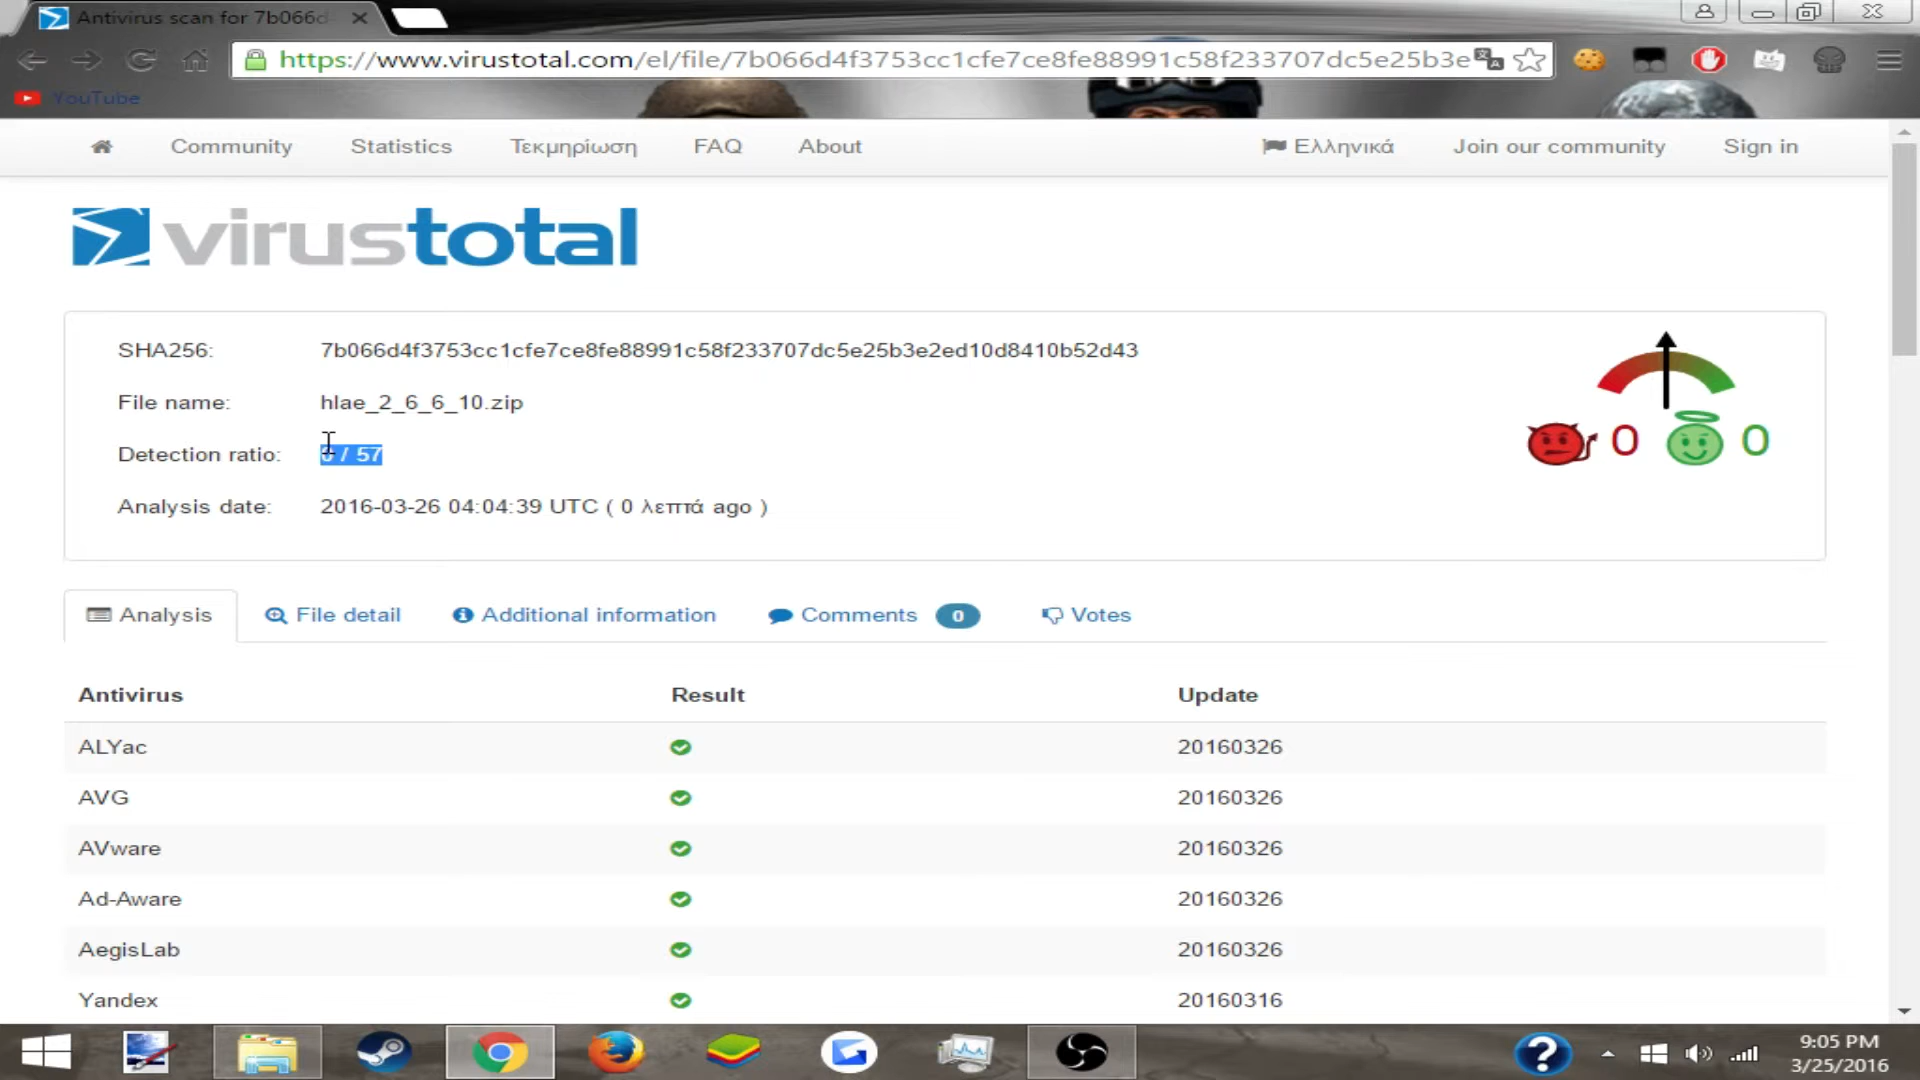 Antivirus scan for 7b066d
https://www.virustotal.com/el/file/7b066d4f3753cc1cfe7ce8fe88991c58f233707dc5e25b3e
YouTube
Community Statistics Τεκμηρίωση FAQ About Ελληνικά Join our community Sign in
virustotal
SHA256: 7b066d4f3753cc1cfe7ce8fe88991c58f233707dc5e25b3e2ed10d8410b52d43
File name: hlae_2_6_6_10.zip
Detection ratio: 0 / 57
0 0
Analysis date: 2016-03-26 04:04:39 UTC ( 0 λεπτά ago )
Analysis File detail Additional information Comments 0 Votes
Antivirus Result Update
ALYac 20160326
AVG 20160326
AVware 20160326
Ad-Aware 20160326
AegisLab 20160326
Yandex 20160316
9:05 PM
3/25/2016